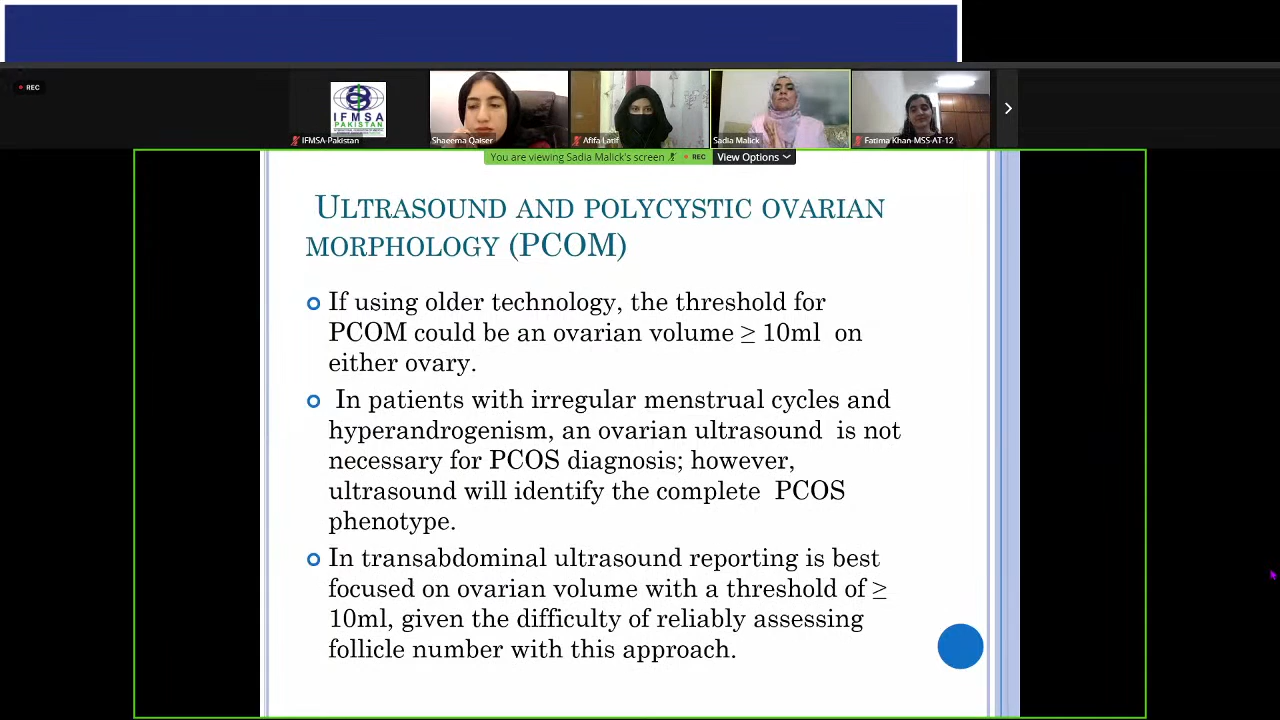 REC
IFMSA
PAKISTAN
IFMSA-Pakistan
Shaeema Qaiser
Afifa Latif
Sadia Malick
Fatima Khan-MSS-AT-12
You are viewing Sadia Malick's screen
REC
View Options
ULTRASOUND AND POLYCYSTIC OVARIAN
MORPHOLOGY (PCOM)
If using older technology, the threshold for
PCOM could be an ovarian volume ≥ 10ml on
either ovary.
In patients with irregular menstrual cycles and
hyperandrogenism, an ovarian ultrasound is not
necessary for PCOS diagnosis; however,
ultrasound will identify the complete PCOS
phenotype.
In transabdominal ultrasound reporting is best
focused on ovarian volume with a threshold of ≥
10ml, given the difficulty of reliably assessing
follicle number with this approach.